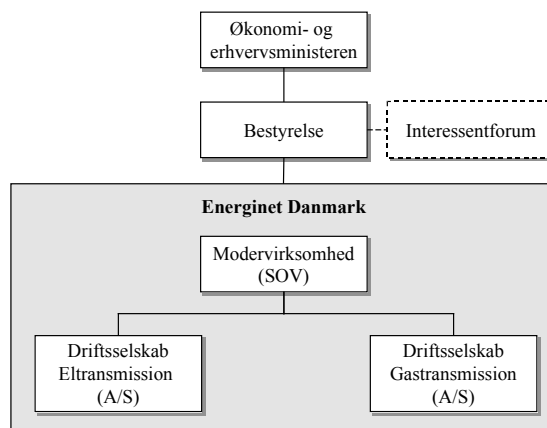 Økonomi- og
erhvervsministeren
Bestyrelse
Interessentforum
Energinet Danmark
Modervirksomhed
(SOV)
Driftsselskab
Eltransmission
(A/S)
Driftsselskab
Gastransmission
(A/S)